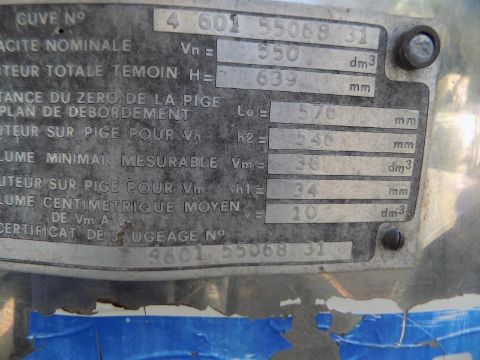 CUVE Nº 4 601 55068 31
ACITE NOMINALE Vn = 550 dm³
UTEUR TOTALE TEMOIN H = 639 mm
TANCE DU ZERO DE LA PIGE
PLAN DE DEBORDEMENT Lo = 576 mm
UTEUR SUR PIGE POUR Vn h2 = 546 mm
LUME MINIMAL MESURABLE Vm = 38 dm³
UTEUR SUR PIGE POUR Vm h1 = 34 mm
LUME CENTIMETRIQUE MOYEN
DE Vm A V v = 10 dm³
CERTIFICAT DE JAUGEAGE Nº
4601 55068 31